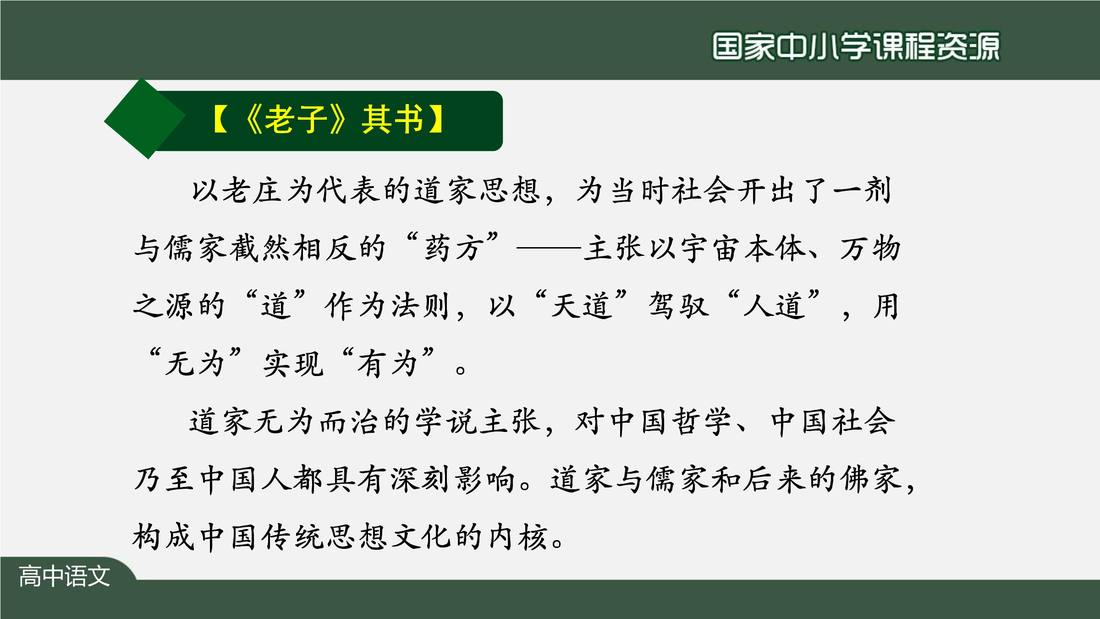 国家中小学课程资源
【《老子》其书】
以老庄为代表的道家思想，为当时社会开出了一剂
与儒家截然相反的“药方”——主张以宇宙本体、万物
之源的“道”作为法则，以“天道”驾驭“人道”，用
“无为”实现“有为”。
道家无为而治的学说主张，对中国哲学、中国社会
乃至中国人都具有深刻影响。道家与儒家和后来的佛家，
构成中国传统思想文化的内核。
高中语文